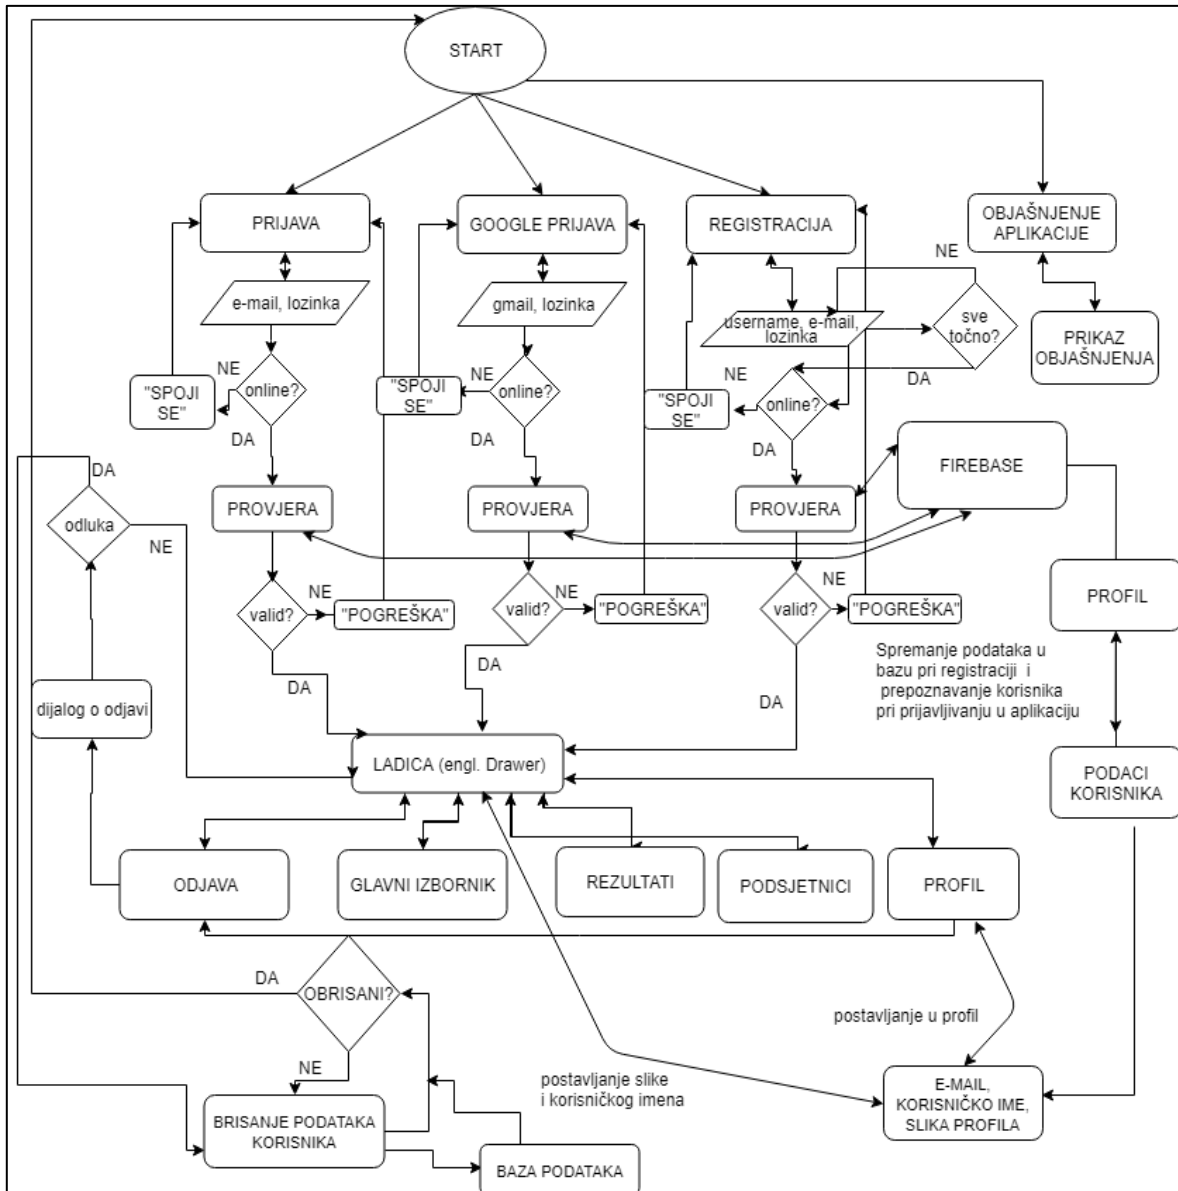 START
PRIJAVA
GOOGLE PRIJAVA
REGISTRACIJA
OBJAŠNJENJE
APLIKACIJE
NE
e-mail, lozinka
gmail, lozinka
username, e-mail,
lozinka
sve
točno?
PRIKAZ
OBJAŠNJENJA
NE
"SPOJI
SE"
online?
NE
"SPOJI
SE"
online?
NE
"SPOJI
SE"
online?
DA
DA
DA
DA
DA
odluka
NE
PROVJERA
PROVJERA
PROVJERA
FIREBASE
valid?
NE
"POGREŠKA"
valid?
NE
"POGREŠKA"
valid?
NE
"POGREŠKA"
PROFIL
Spremanje podataka u
bazu pri registraciji i
prepoznavanje korisnika
pri prijavljivanju u aplikaciju
DA
DA
DA
dijalog o odjavi
LADICA (engl. Drawer)
PODACI
KORISNIKA
ODJAVA
GLAVNI IZBORNIK
REZULTATI
PODSJETNICI
PROFIL
DA
OBRISANI?
NE
postavljanje u profil
postavljanje slike
i korisničkog imena
E-MAIL,
KORISNIČKO IME,
SLIKA PROFILA
BRISANJE PODATAKA
KORISNIKA
BAZA PODATAKA